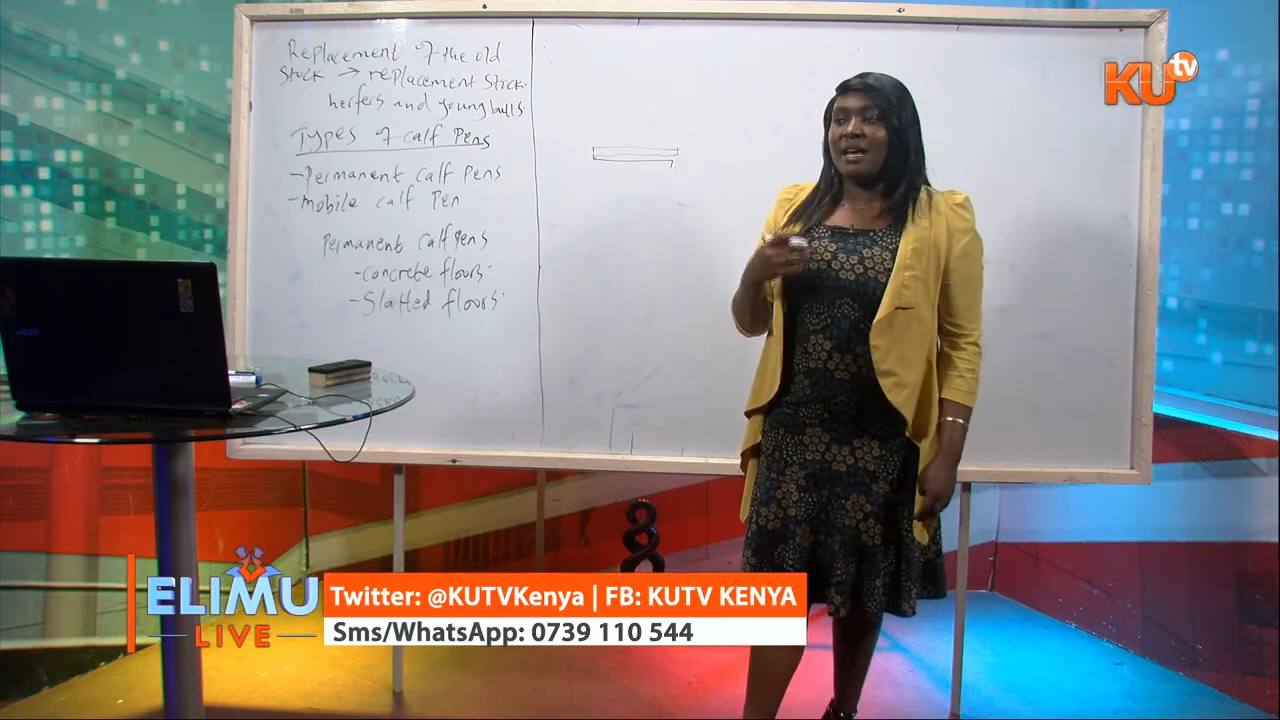 Replacement of the old
stock → replacement stock.
heifers and young bulls
Types of calf Pens
-Permanent calf Pens
-Mobile calf Pen
Permanent calf Pens
-concrete floors
-Slatted floors
KUtv
acer
ELIMU
LIVE
Twitter: @KUTVKenya | FB: KUTV KENYA
Sms/WhatsApp: 0739 110 544